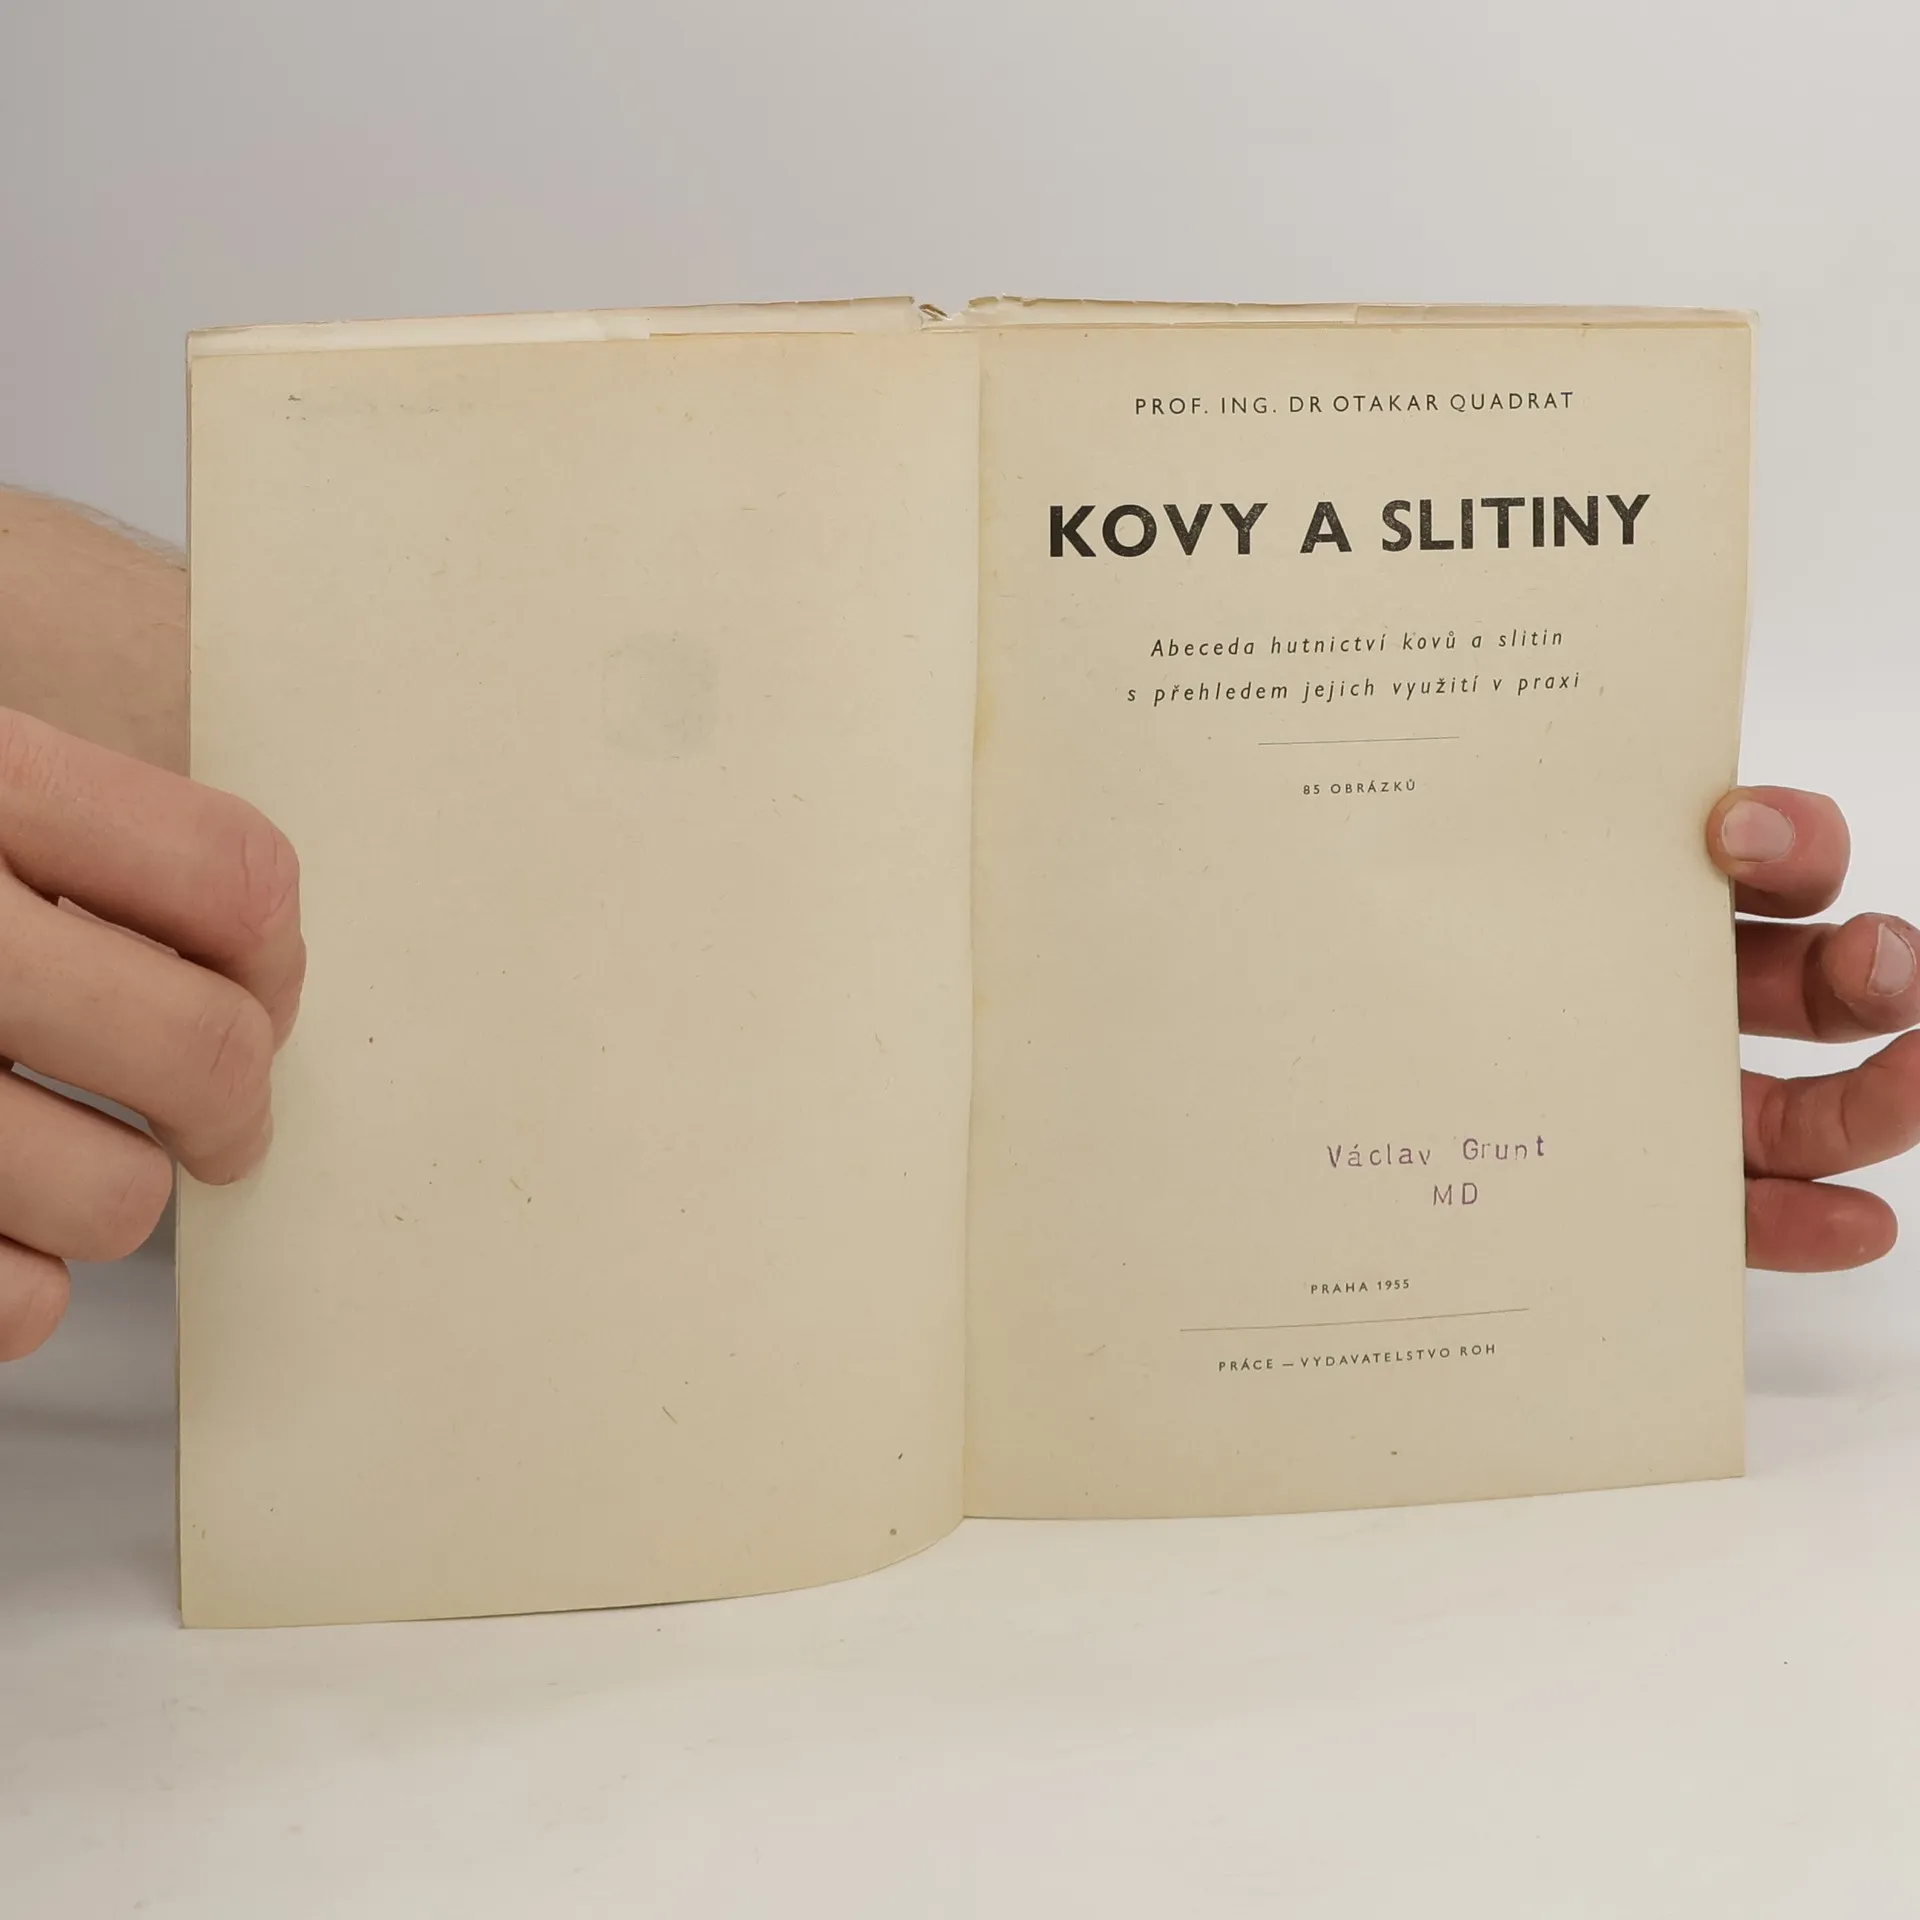 PROF. ING. DR OTAKAR QUADRAT
KOVY A SLITINY
Abeceda hutnictví kovů a slitin
s přehledem jejich využití v praxi
85 OBRÁZKŮ
Václav Grunt
MD
PRAHA 1955
PRÁCE — VYDAVATELSTVO ROH